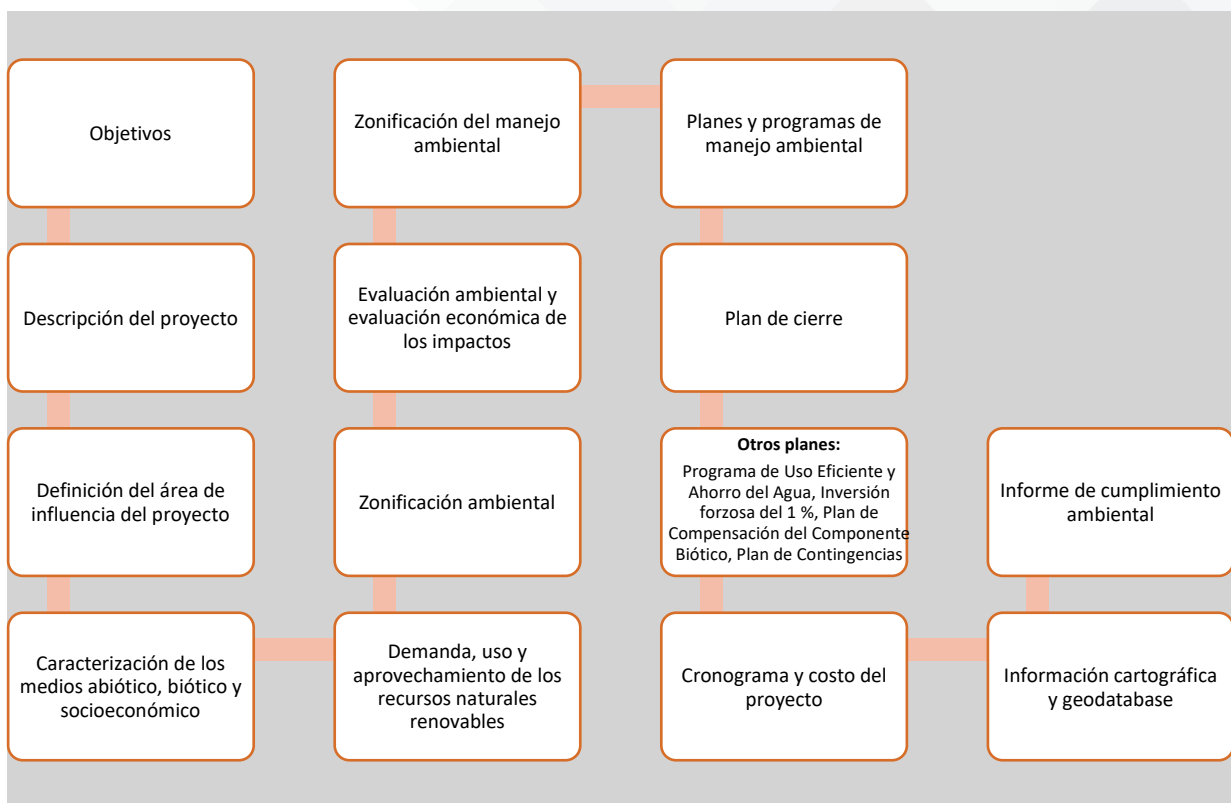 Objetivos
Descripción del proyecto
Definición del área de
influencia del proyecto
Caracterización de los
medios abiótico, biótico y
socioeconómico
Demanda, uso y
aprovechamiento de los
recursos naturales
renovables
Zonificación ambiental
Evaluación ambiental y
evaluación económica de
los impactos
Zonificación del manejo
ambiental
Planes y programas de
manejo ambiental
Plan de cierre
Otros planes:
Programa de Uso Eficiente y
Ahorro del Agua, Inversión
forzosa del 1 %, Plan de
Compensación del Componente
Biótico, Plan de Contingencias
Cronograma y costo del
proyecto
Información cartográfica
y geodatabase
Informe de cumplimiento
ambiental